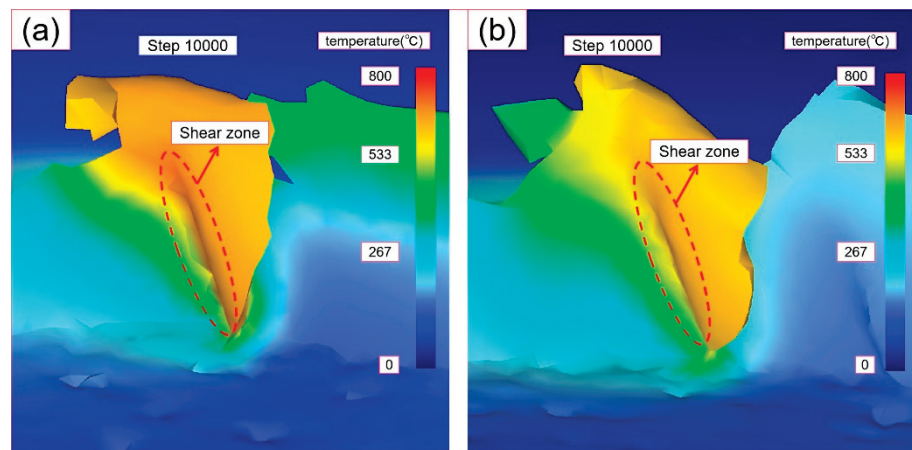 (a)
Step 10000
temperature(°C)
800
Shear zone
533
267
0
(b)
Step 10000
temperature(°C)
800
Shear zone
533
267
0